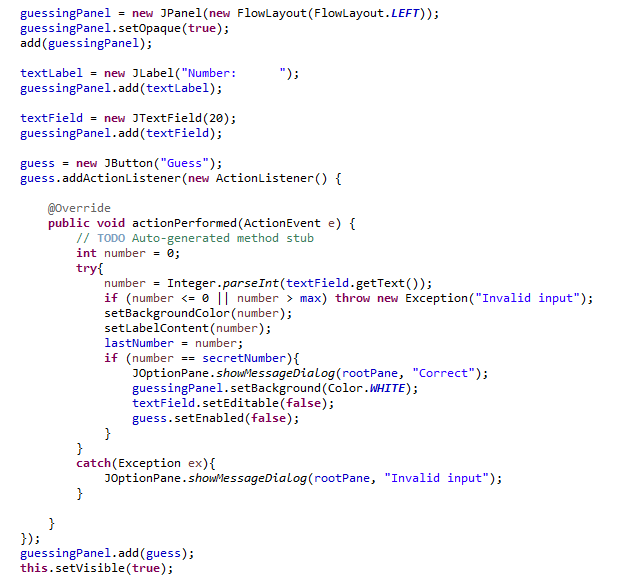 guessingPanel = new JPanel(new FlowLayout(FlowLayout.LEFT));
guessingPanel.setOpaque(true);
add(guessingPanel);

textLabel = new JLabel("Number:      ");
guessingPanel.add(textLabel);

textField = new JTextField(20);
guessingPanel.add(textField);

guess = new JButton("Guess");
guess.addActionListener(new ActionListener() {

    @Override
    public void actionPerformed(ActionEvent e) {
        // TODO Auto-generated method stub
        int number = 0;
        try{
            number = Integer.parseInt(textField.getText());
            if (number <= 0 || number > max) throw new Exception("Invalid input");
            setBackgroundColor(number);
            setLabelContent(number);
            lastNumber = number;
            if (number == secretNumber){
                JOptionPane.showMessageDialog(rootPane, "Correct");
                guessingPanel.setBackground(Color.WHITE);
                textField.setEditable(false);
                guess.setEnabled(false);
            }
        }
        catch(Exception ex){
            JOptionPane.showMessageDialog(rootPane, "Invalid input");
        }

    }
});
guessingPanel.add(guess);
this.setVisible(true);